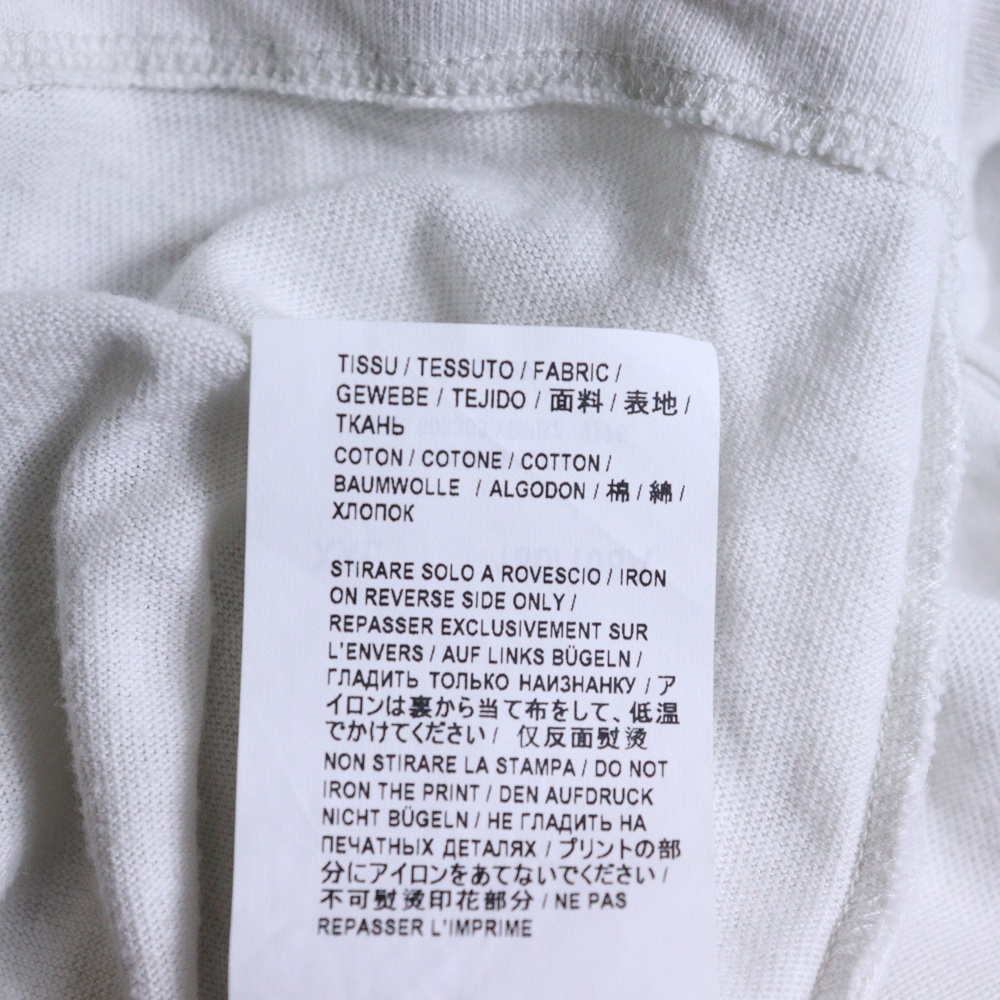 TISSU / TESSUTO / FABRIC /
GEWEBE / TEJIDO / 面料 / 表地 /
ТКАНЬ
COTON / COTONE / COTTON /
BAUMWOLLE / ALGODON / 棉 / 綿 /
ХЛОПОК
STIRARE SOLO A ROVESCIO / IRON
ON REVERSE SIDE ONLY /
REPASSER EXCLUSIVEMENT SUR
L'ENVERS / AUF LINKS BÜGELN /
ГЛАДИТЬ ТОЛЬКО НАИЗНАНКУ / ア
イロンは裏から当て布をして、低温
でかけてください / 仅反面熨烫
NON STIRARE LA STAMPA / DO NOT
IRON THE PRINT / DEN AUFDRUCK
NICHT BÜGELN / НЕ ГЛАДИТЬ НА
ПЕЧАТНЫХ ДЕТАЛЯХ / プリントの部
分にアイロンをあてないでください /
不可熨烫印花部分 / NE PAS
REPASSER L'IMPRIME